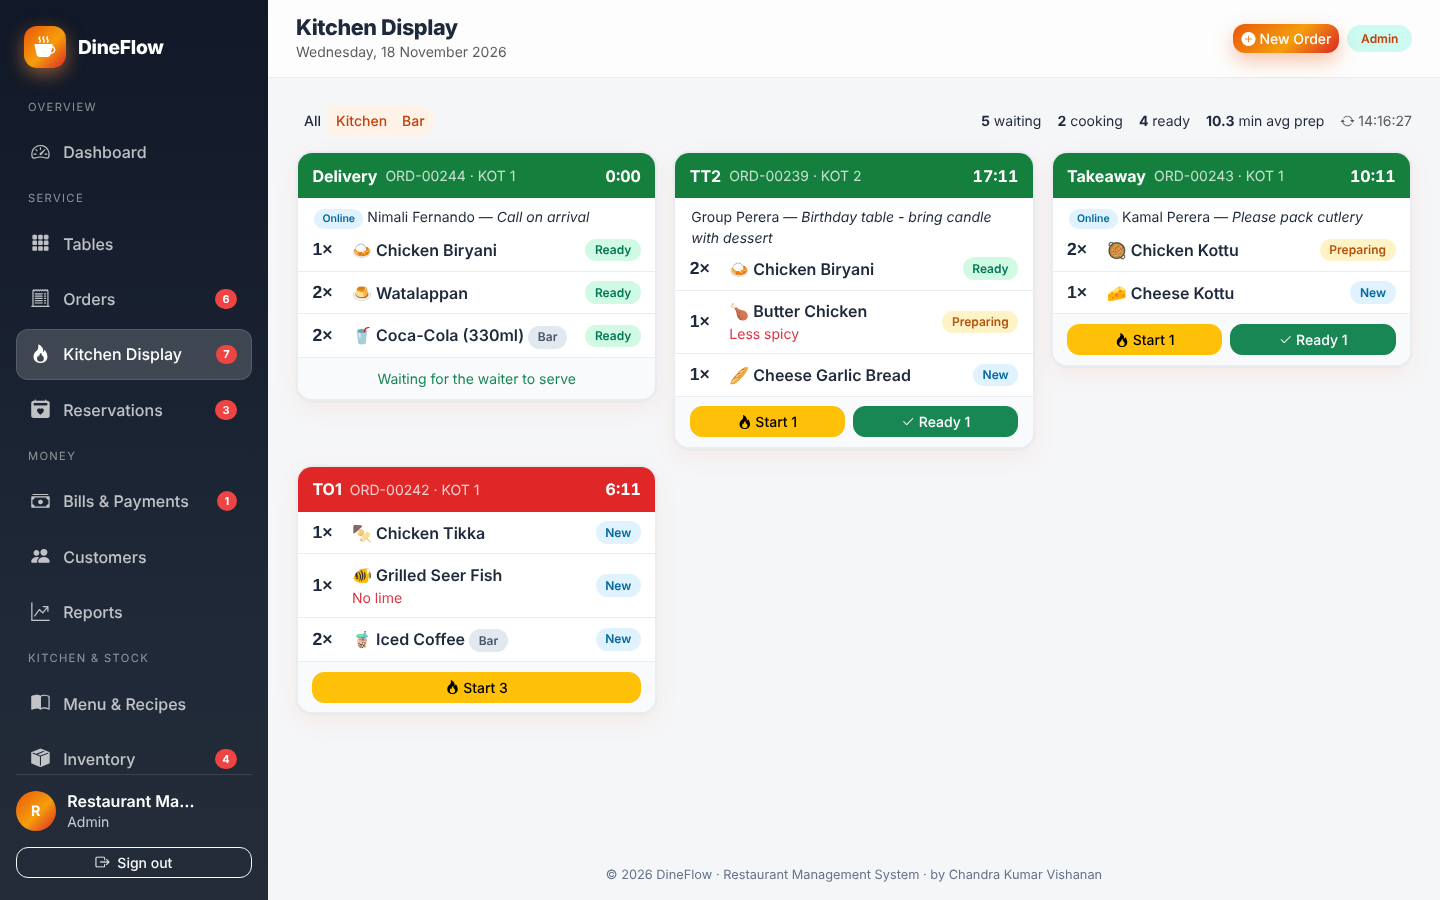 DineFlow
OVERVIEW
Dashboard
SERVICE
Tables
Orders 6
Kitchen Display 7
Reservations 3
MONEY
Bills & Payments 1
Customers
Reports
KITCHEN & STOCK
Menu & Recipes
Inventory 4
R Restaurant Ma...
Admin
Sign out
Kitchen Display
Wednesday, 18 November 2026
New Order Admin
All Kitchen Bar
5 waiting 2 cooking 4 ready 10.3 min avg prep 14:16:27
Delivery ORD-00244 · KOT 1 0:00
Online Nimali Fernando — Call on arrival
1× Chicken Biryani Ready
2× Watalappan Ready
2× Coca-Cola (330ml) Bar Ready
Waiting for the waiter to serve
TT2 ORD-00239 · KOT 2 17:11
Group Perera — Birthday table - bring candle
with dessert
2× Chicken Biryani Ready
1× Butter Chicken Preparing
Less spicy
1× Cheese Garlic Bread New
Start 1 Ready 1
Takeaway ORD-00243 · KOT 1 10:11
Online Kamal Perera — Please pack cutlery
2× Chicken Kottu Preparing
1× Cheese Kottu New
Start 1 Ready 1
TO1 ORD-00242 · KOT 1 6:11
1× Chicken Tikka New
1× Grilled Seer Fish New
No lime
2× Iced Coffee Bar New
Start 3
© 2026 DineFlow · Restaurant Management System · by Chandra Kumar Vishanan